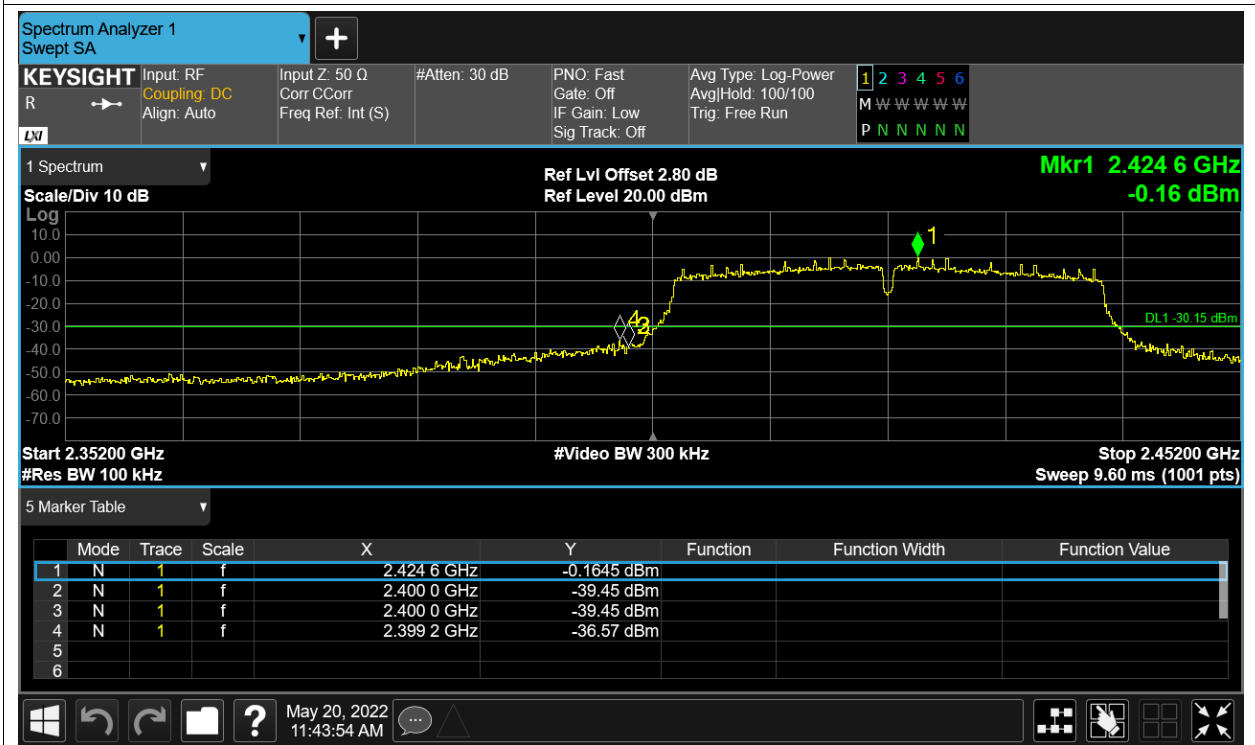 Spectrum Analyzer 1
Swept SA
KEYSIGHT
R
LXI
Input: RF
Coupling: DC
Align: Auto
Input Z: 50 Ω
Corr CCorr
Freq Ref: Int (S)
#Atten: 30 dB
PNO: Fast
Gate: Off
IF Gain: Low
Sig Track: Off
Avg Type: Log-Power
Avg|Hold: 100/100
Trig: Free Run
1 2 3 4 5 6
M W W W W W
P N N N N N
1 Spectrum
Scale/Div 10 dB
Ref Lvl Offset 2.80 dB
Ref Level 20.00 dBm
Mkr1 2.424 6 GHz
-0.16 dBm
Log
10.0
0.00
-10.0
-20.0
-30.0
-40.0
-50.0
-60.0
-70.0
1
4
DL1 -30.15 dBm
Start 2.35200 GHz
#Video BW 300 kHz
Stop 2.45200 GHz
#Res BW 100 kHz
Sweep 9.60 ms (1001 pts)
5 Marker Table
Mode Trace Scale X Y Function Function Width Function Value
1 N 1 f 2.424 6 GHz -0.1645 dBm
2 N 1 f 2.400 0 GHz -39.45 dBm
3 N 1 f 2.400 0 GHz -39.45 dBm
4 N 1 f 2.399 2 GHz -36.57 dBm
5
6
?
May 20, 2022
11:43:54 AM